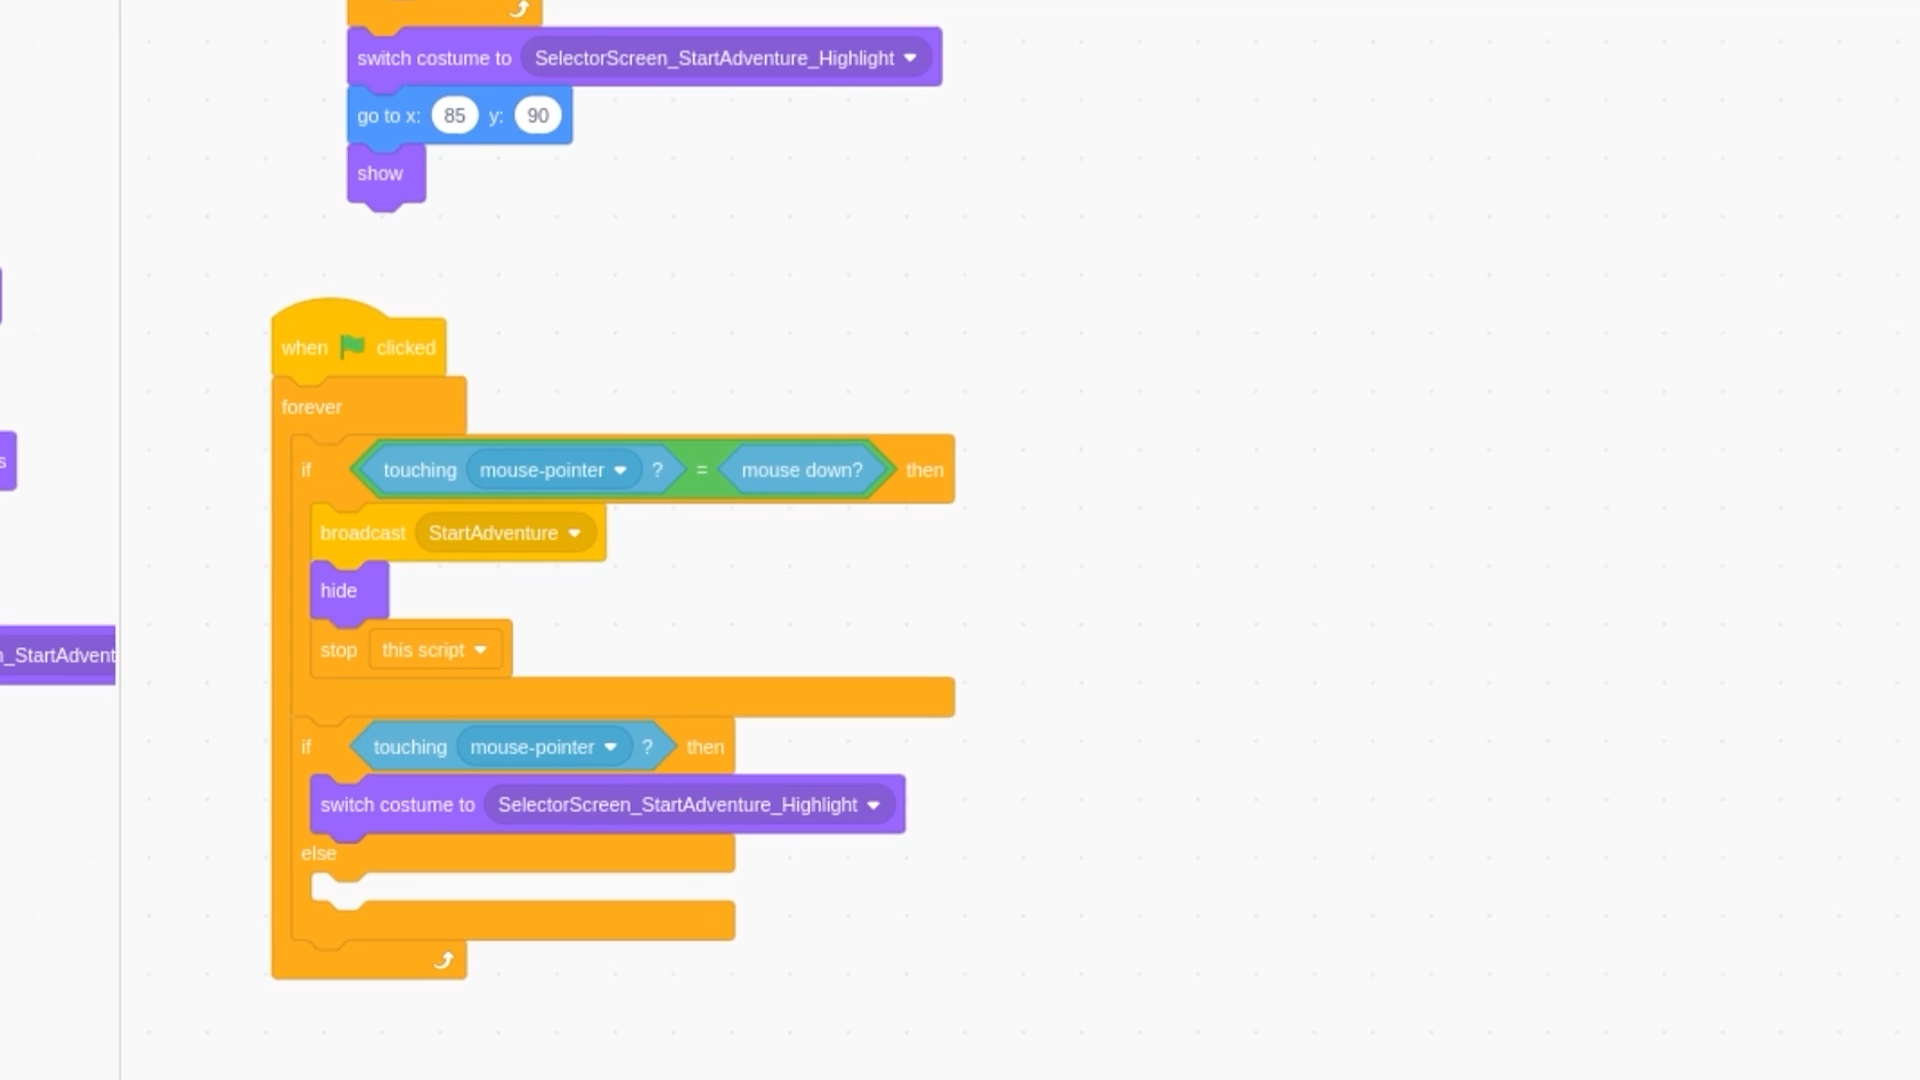 switch costume to SelectorScreen_StartAdventure_Highlight
go to x: 85 y: 90
show
when clicked
forever
if touching mouse-pointer ? = mouse down? then
s
broadcast StartAdventure
hide
stop this script
n_StartAdvent
if touching mouse-pointer ? then
switch costume to SelectorScreen_StartAdventure_Highlight
else